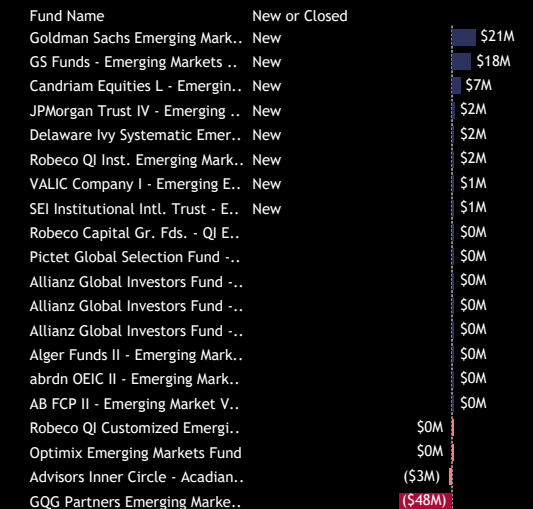 Fund Name New or Closed
Goldman Sachs Emerging Mark.. New $21M
GS Funds - Emerging Markets .. New $18M
Candriam Equities L - Emergin.. New $7M
JPMorgan Trust IV - Emerging .. New $2M
Delaware Ivy Systematic Emer.. New $2M
Robeco QI Inst. Emerging Mark.. New $2M
VALIC Company I - Emerging E.. New $1M
SEI Institutional Intl. Trust - E.. New $1M
Robeco Capital Gr. Fds. - QI E.. $0M
Pictet Global Selection Fund -.. $0M
Allianz Global Investors Fund -.. $0M
Allianz Global Investors Fund -.. $0M
Allianz Global Investors Fund -.. $0M
Alger Funds II - Emerging Mark.. $0M
abrdn OEIC II - Emerging Mark.. $0M
AB FCP II - Emerging Market V.. $0M
Robeco QI Customized Emergi.. $0M
Optimix Emerging Markets Fund $0M
Advisors Inner Circle - Acadian.. ($3M)
GQG Partners Emerging Marke.. ($48M)